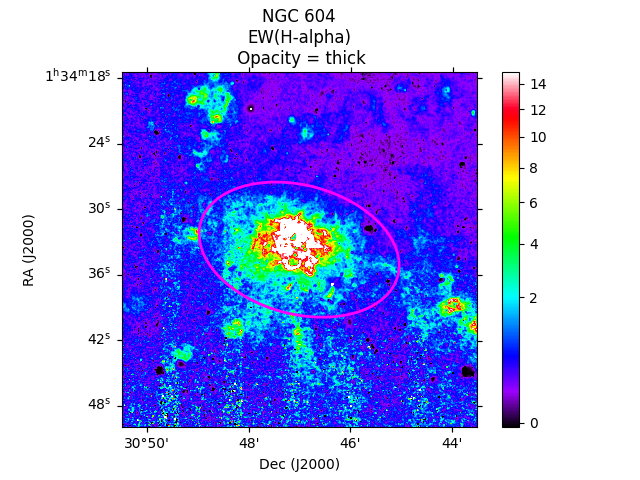 NGC 604
EW(H-alpha)
Opacity = thick
1h34m18s
24s
30s
36s
42s
48s
RA (J2000)
30°50'
48'
46'
44'
Dec (J2000)
14
12
10
8
6
4
2
0